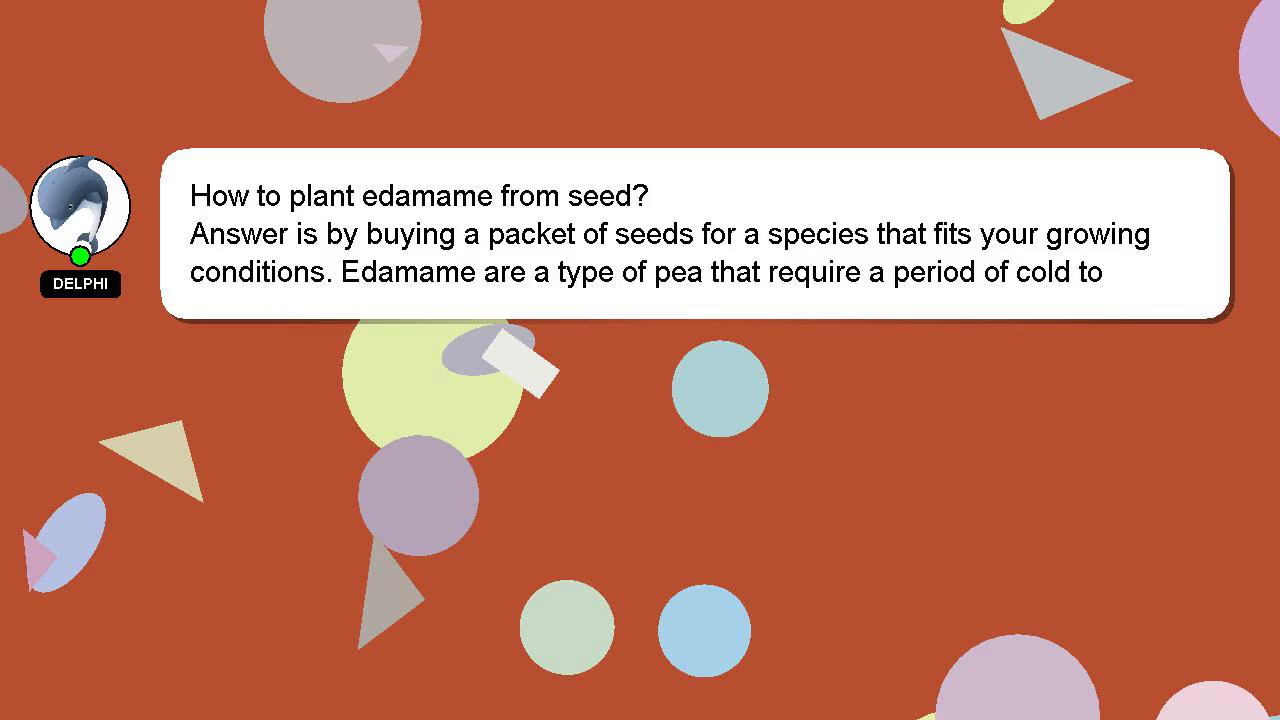 How to plant edamame from seed?
Answer is by buying a packet of seeds for a species that fits your growing
conditions. Edamame are a type of pea that require a period of cold to
DELPHI